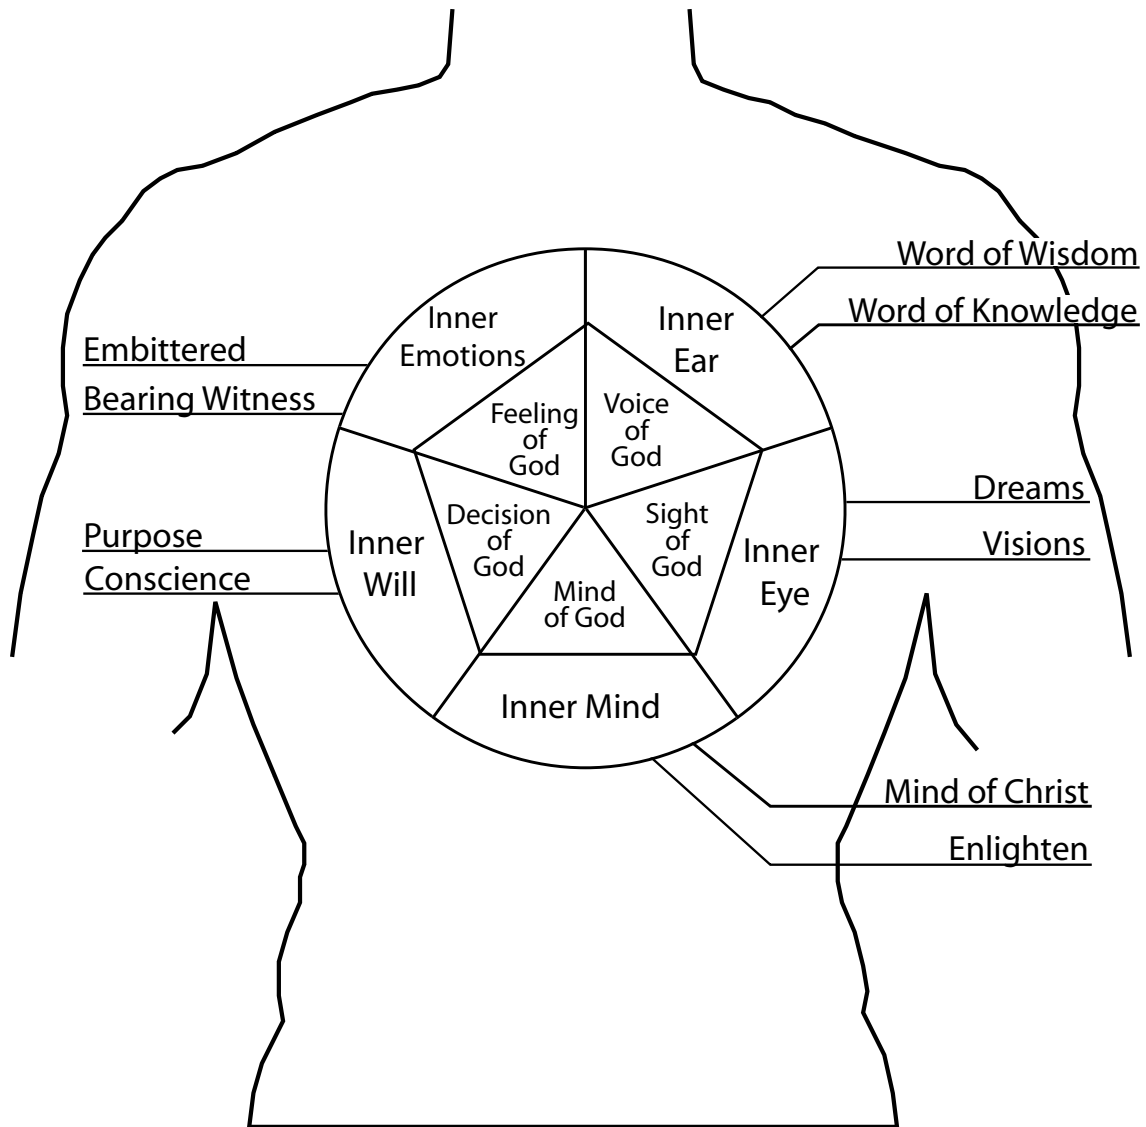 Word of Wisdom
Word of Knowledge
Inner
Emotions
Inner
Ear
Embittered
Bearing Witness
Feeling
of
God
Voice
of
God
Dreams
Visions
Purpose
Conscience
Inner
Will
Decision
of
God
Sight
of
God
Inner
Eye
Mind
of God
Inner Mind
Mind of Christ
Enlighten